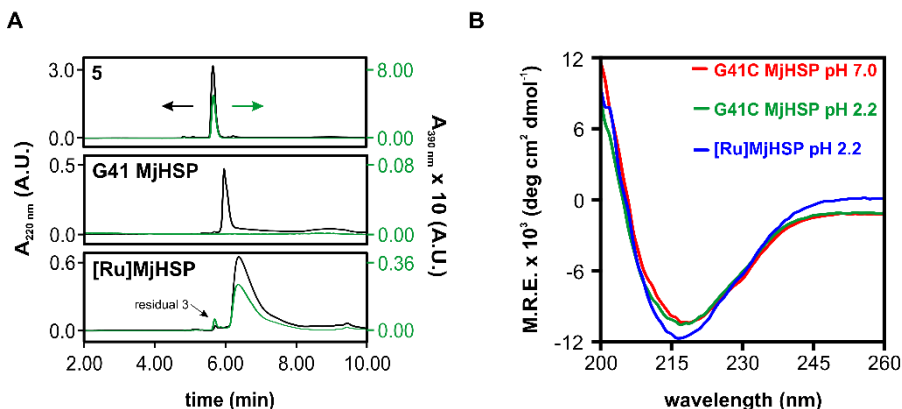 A
5
3.0
0.0
8.00
0.00
G41 MjHSP
0.5
0.0
0.08
0.00
[Ru]MjHSP
residual 3
0.6
0.0
0.36
0.00
2.00 4.00 6.00 8.00 10.00
time (min)
A220 nm (A.U.)
A390 nm x 10 (A.U.)
B
G41C MjHSP pH 7.0
G41C MjHSP pH 2.2
[Ru]MjHSP pH 2.2
12
6
0
-6
-12
200 215 230 245 260
wavelength (nm)
M.R.E. x 10³ (deg cm² dmol⁻¹)